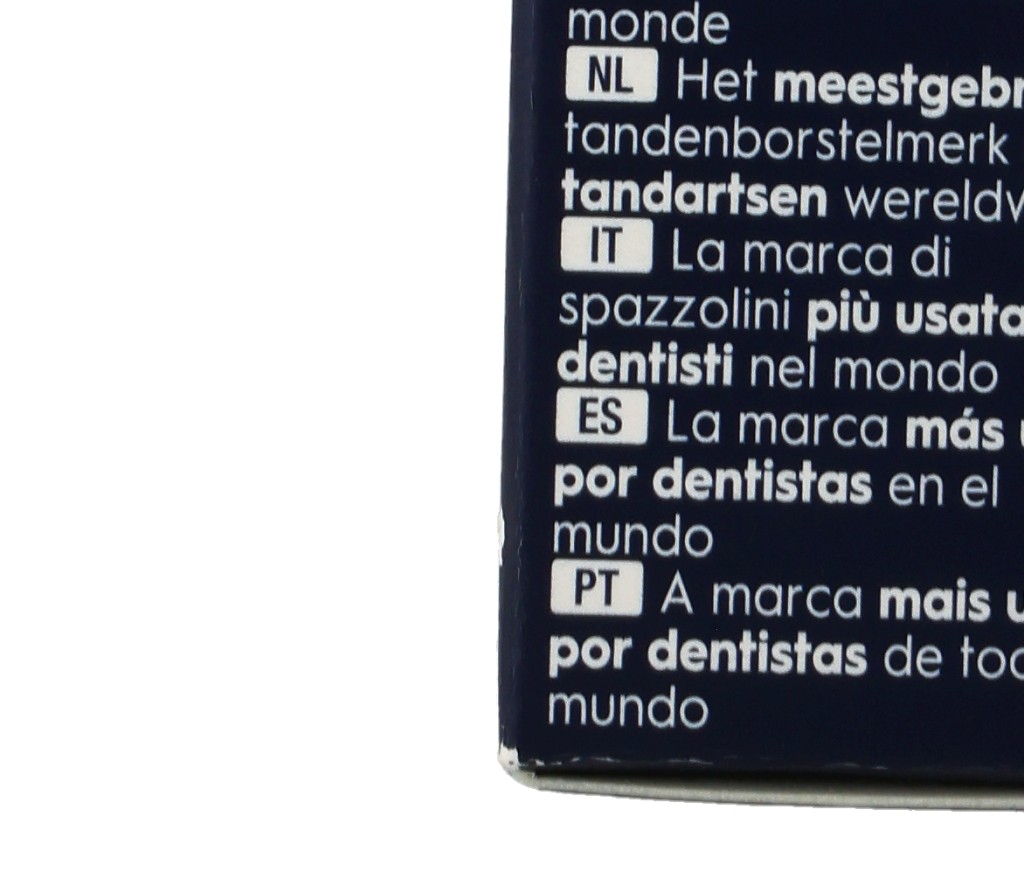 monde
NL Het meestgebr
tandenborstelmerk
tandartsen wereldw
IT La marca di
spazzolini più usata
dentisti nel mondo
ES La marca más u
por dentistas en el
mundo
PT A marca mais u
por dentistas de tod
mundo